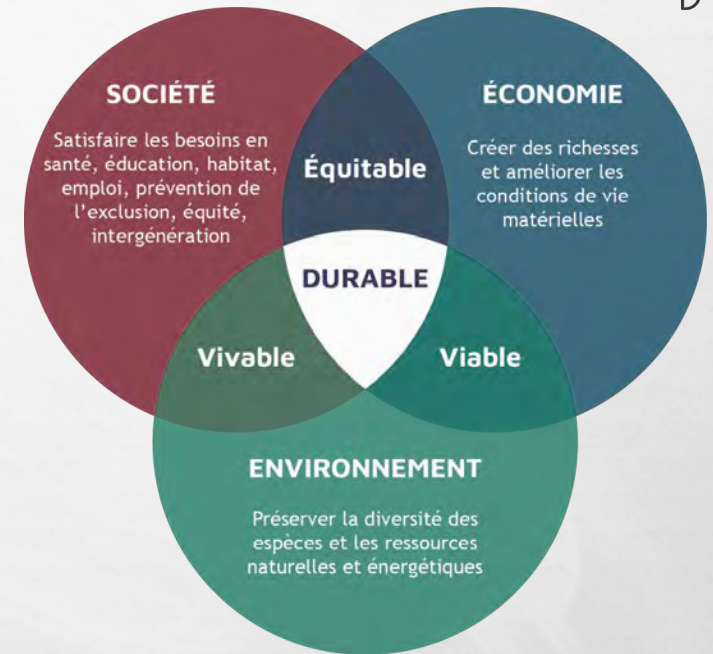 SOCIÉTÉ
Satisfaire les besoins en
santé, éducation, habitat,
emploi, prévention de
l'exclusion, équité,
intergénération
Équitable
ÉCONOMIE
Créer des richesses
et améliorer les
conditions de vie
matérielles
DURABLE
Vivable
Viable
ENVIRONNEMENT
Préserver la diversité des
espèces et les ressources
naturelles et énergétiques